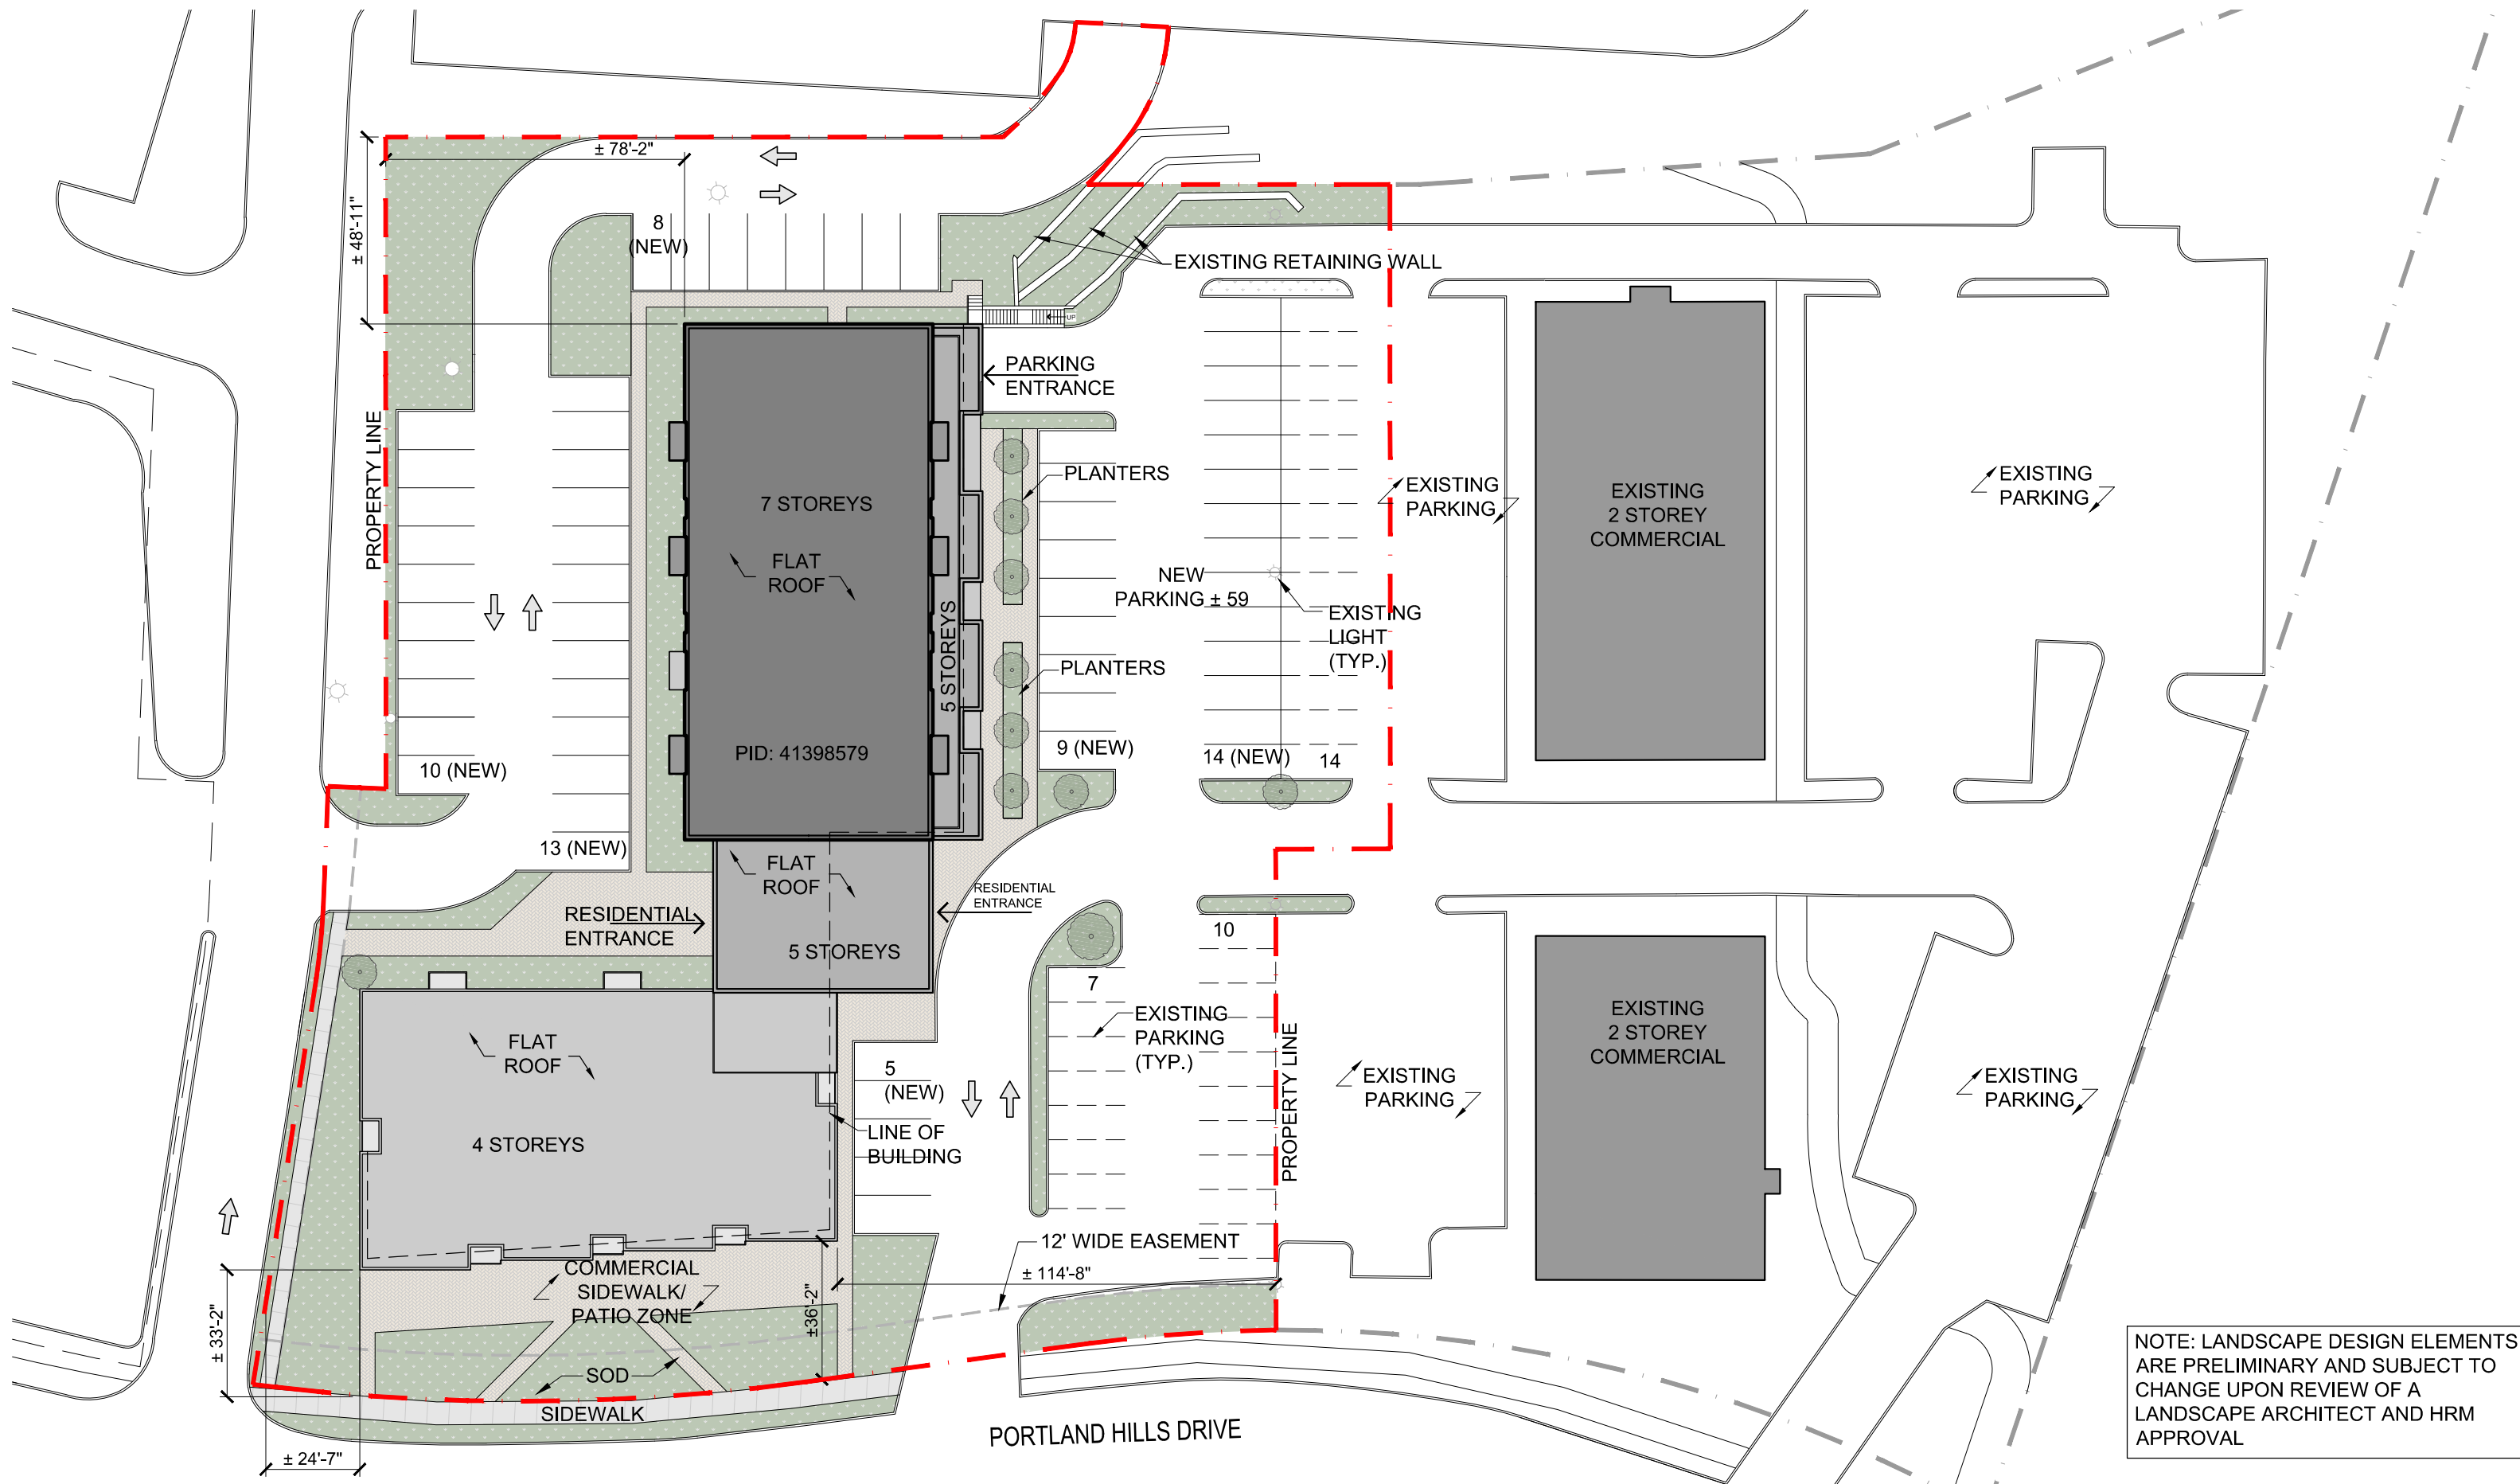 ± 78'-2"
± 48'-11"
8
(NEW)
EXISTING RETAINING WALL
UP
PARKING
ENTRANCE
PROPERTY LINE
PLANTERS
7 STOREYS
FLAT
ROOF
5 STOREYS
NEW
PARKING ± 59
EXISTING
LIGHT
(TYP.)
EXISTING
PARKING
EXISTING
2 STOREY
COMMERCIAL
EXISTING
PARKING
PLANTERS
PID: 41398579
10 (NEW)
9 (NEW)
14 (NEW)
14
13 (NEW)
FLAT
ROOF
RESIDENTIAL
ENTRANCE
RESIDENTIAL
ENTRANCE
5 STOREYS
10
7
EXISTING
PARKING
(TYP.)
PROPERTY LINE
EXISTING
2 STOREY
COMMERCIAL
EXISTING
PARKING
EXISTING
PARKING
FLAT
ROOF
4 STOREYS
5
(NEW)
LINE OF
BUILDING
12' WIDE EASEMENT
± 114'-8"
COMMERCIAL
SIDEWALK/
PATIO ZONE
±36'-2"
± 33'-2"
SOD
SIDEWALK
± 24'-7"
PORTLAND HILLS DRIVE
NOTE: LANDSCAPE DESIGN ELEMENTS
ARE PRELIMINARY AND SUBJECT TO
CHANGE UPON REVIEW OF A
LANDSCAPE ARCHITECT AND HRM
APPROVAL